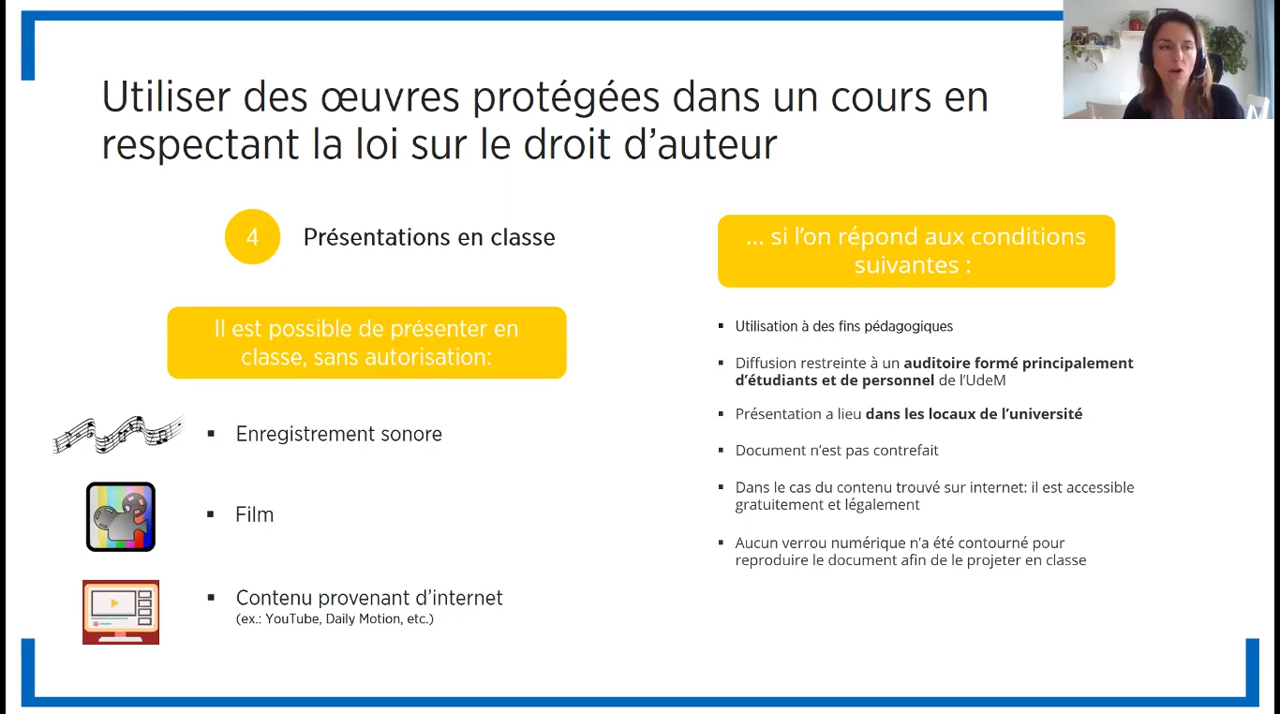 Utiliser des œuvres protégées dans un cours en
respectant la loi sur le droit d’auteur
4 Présentations en classe
Il est possible de présenter en
classe, sans autorisation:
▪ Enregistrement sonore
▪ Film
▪ Contenu provenant d’internet
(ex.: YouTube, Daily Motion, etc.)
... si l’on répond aux conditions
suivantes :
▪ Utilisation à des fins pédagogiques
▪ Diffusion restreinte à un auditoire formé principalement
d’étudiants et de personnel de l’UdeM
▪ Présentation a lieu dans les locaux de l’université
▪ Document n’est pas contrefait
▪ Dans le cas du contenu trouvé sur internet: il est accessible
gratuitement et légalement
▪ Aucun verrou numérique n’a été contourné pour
reproduire le document afin de le projeter en classe